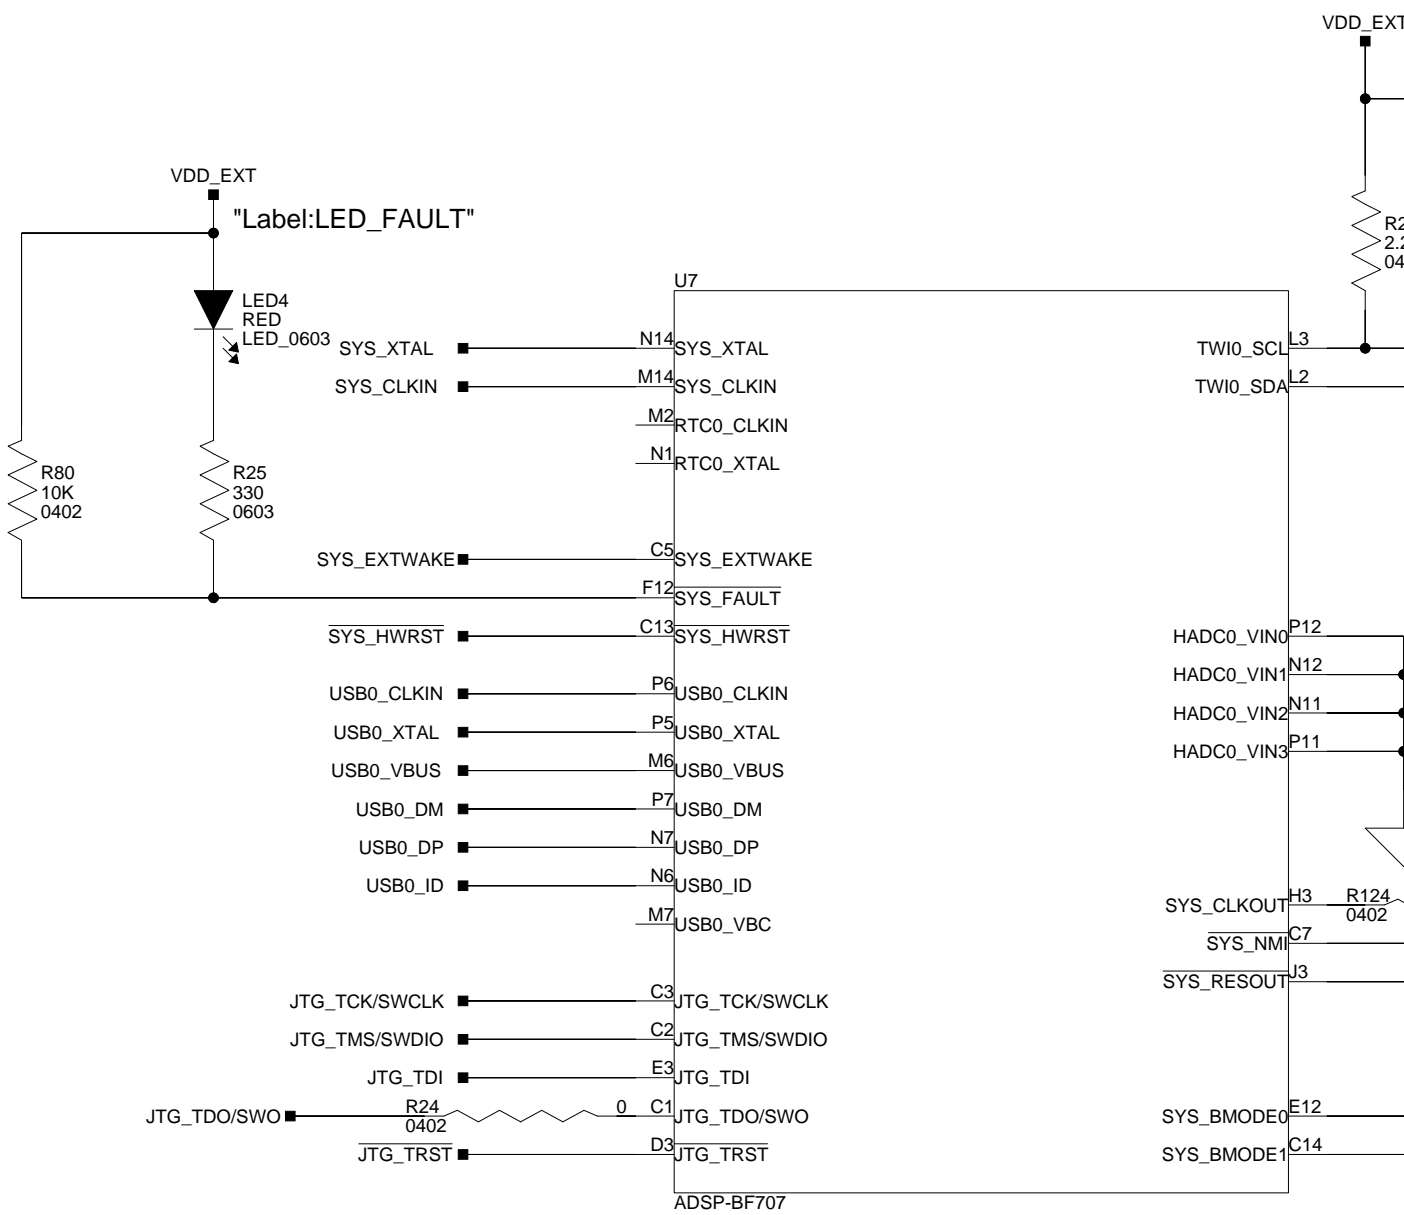 VDD_EXT
VDD_EXT
"Label:LED_FAULT"
LED4
RED
LED_0603
R80
10K
0402
R25
330
0603
U7
SYS_XTAL N14 SYS_XTAL
SYS_CLKIN M14 SYS_CLKIN
M2 RTC0_CLKIN
N1 RTC0_XTAL
SYS_EXTWAKE C5 SYS_EXTWAKE
F12 SYS_FAULT
SYS_HWRST C13 SYS_HWRST
USB0_CLKIN P6 USB0_CLKIN
USB0_XTAL P5 USB0_XTAL
USB0_VBUS M6 USB0_VBUS
USB0_DM P7 USB0_DM
USB0_DP N7 USB0_DP
USB0_ID N6 USB0_ID
M7 USB0_VBC
JTG_TCK/SWCLK C3 JTG_TCK/SWCLK
JTG_TMS/SWDIO C2 JTG_TMS/SWDIO
JTG_TDI E3 JTG_TDI
JTG_TDO/SWO R24 0 C1 JTG_TDO/SWO
0402
JTG_TRST D3 JTG_TRST
TWI0_SCL L3
TWI0_SDA L2
HADC0_VIN0 P12
HADC0_VIN1 N12
HADC0_VIN2 N11
HADC0_VIN3 P11
SYS_CLKOUT H3 R124
0402
SYS_NMI C7
SYS_RESOUT J3
SYS_BMODE0 E12
SYS_BMODE1 C14
ADSP-BF707